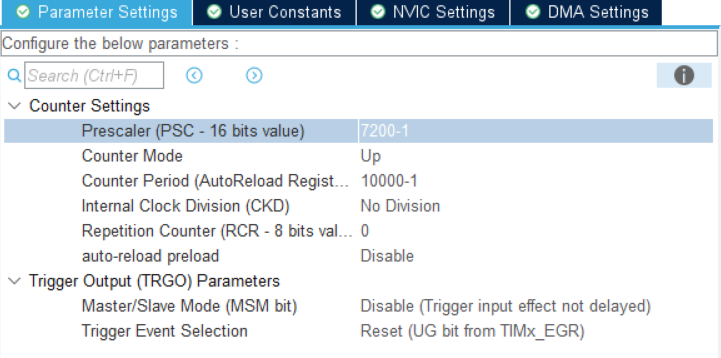 Parameter Settings User Constants NVIC Settings DMA Settings
Configure the below parameters :
Search (Ctrl+F)
Counter Settings
Prescaler (PSC - 16 bits value) 7200-1
Counter Mode Up
Counter Period (AutoReload Regist... 10000-1
Internal Clock Division (CKD) No Division
Repetition Counter (RCR - 8 bits val... 0
auto-reload preload Disable
Trigger Output (TRGO) Parameters
Master/Slave Mode (MSM bit) Disable (Trigger input effect not delayed)
Trigger Event Selection Reset (UG bit from TIMx_EGR)